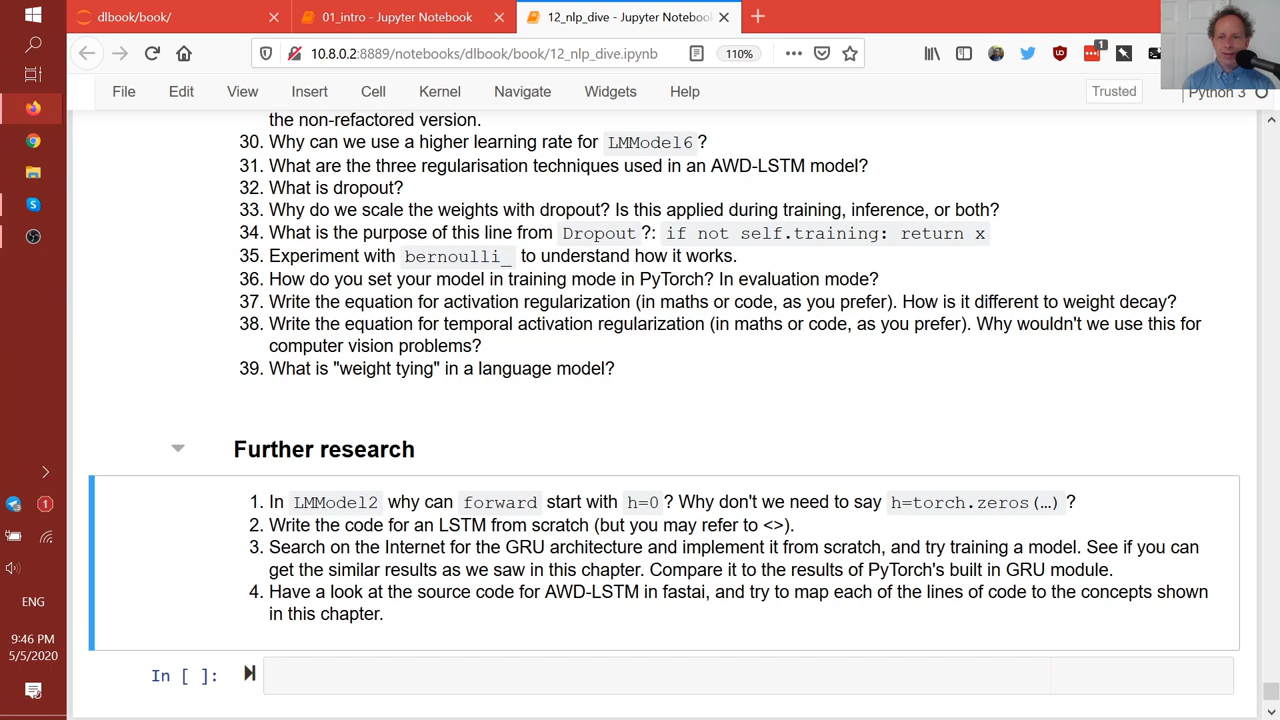 dlbook/book/
01_intro - Jupyter Notebook
12_nlp_dive - Jupyter Notebook
10.8.0.2:8889/notebooks/dlbook/book/12_nlp_dive.ipynb
110%
1
File Edit View Insert Cell Kernel Navigate Widgets Help
Trusted
Python 3
the non-refactored version.
30. Why can we use a higher learning rate for LMModel6?
31. What are the three regularisation techniques used in an AWD-LSTM model?
32. What is dropout?
33. Why do we scale the weights with dropout? Is this applied during training, inference, or both?
34. What is the purpose of this line from Dropout?: if not self.training: return x
35. Experiment with bernoulli_ to understand how it works.
36. How do you set your model in training mode in PyTorch? In evaluation mode?
37. Write the equation for activation regularization (in maths or code, as you prefer). How is it different to weight decay?
38. Write the equation for temporal activation regularization (in maths or code, as you prefer). Why wouldn't we use this for
computer vision problems?
39. What is "weight tying" in a language model?
Further research
1. In LMModel2 why can forward start with h=0? Why don't we need to say h=torch.zeros(…)?
2. Write the code for an LSTM from scratch (but you may refer to <>).
3. Search on the Internet for the GRU architecture and implement it from scratch, and try training a model. See if you can
get the similar results as we saw in this chapter. Compare it to the results of PyTorch's built in GRU module.
4. Have a look at the source code for AWD-LSTM in fastai, and try to map each of the lines of code to the concepts shown
in this chapter.
In [ ]:
1
ENG
9:46 PM
5/5/2020